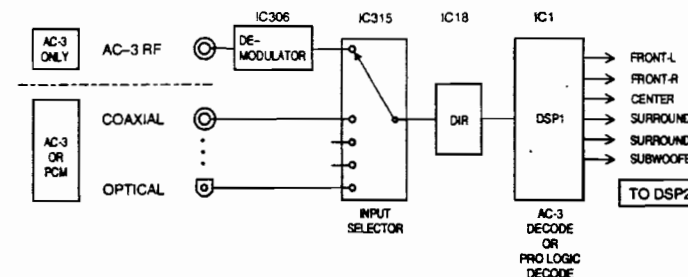 IC306
IC315
IC18
IC1
AC-3
ONLY
AC-3 RF
DE-
MODULATOR
FRONT-L
FRONT-R
CENTER
SURROUND
SURROUND
SUBWOOFE
COAXIAL
DIR
DSP1
AC-3
OR
PCM
OPTICAL
TO DSP2
INPUT
SELECTOR
AC-3
DECODE
OR
PRO LOGIC
DECODE